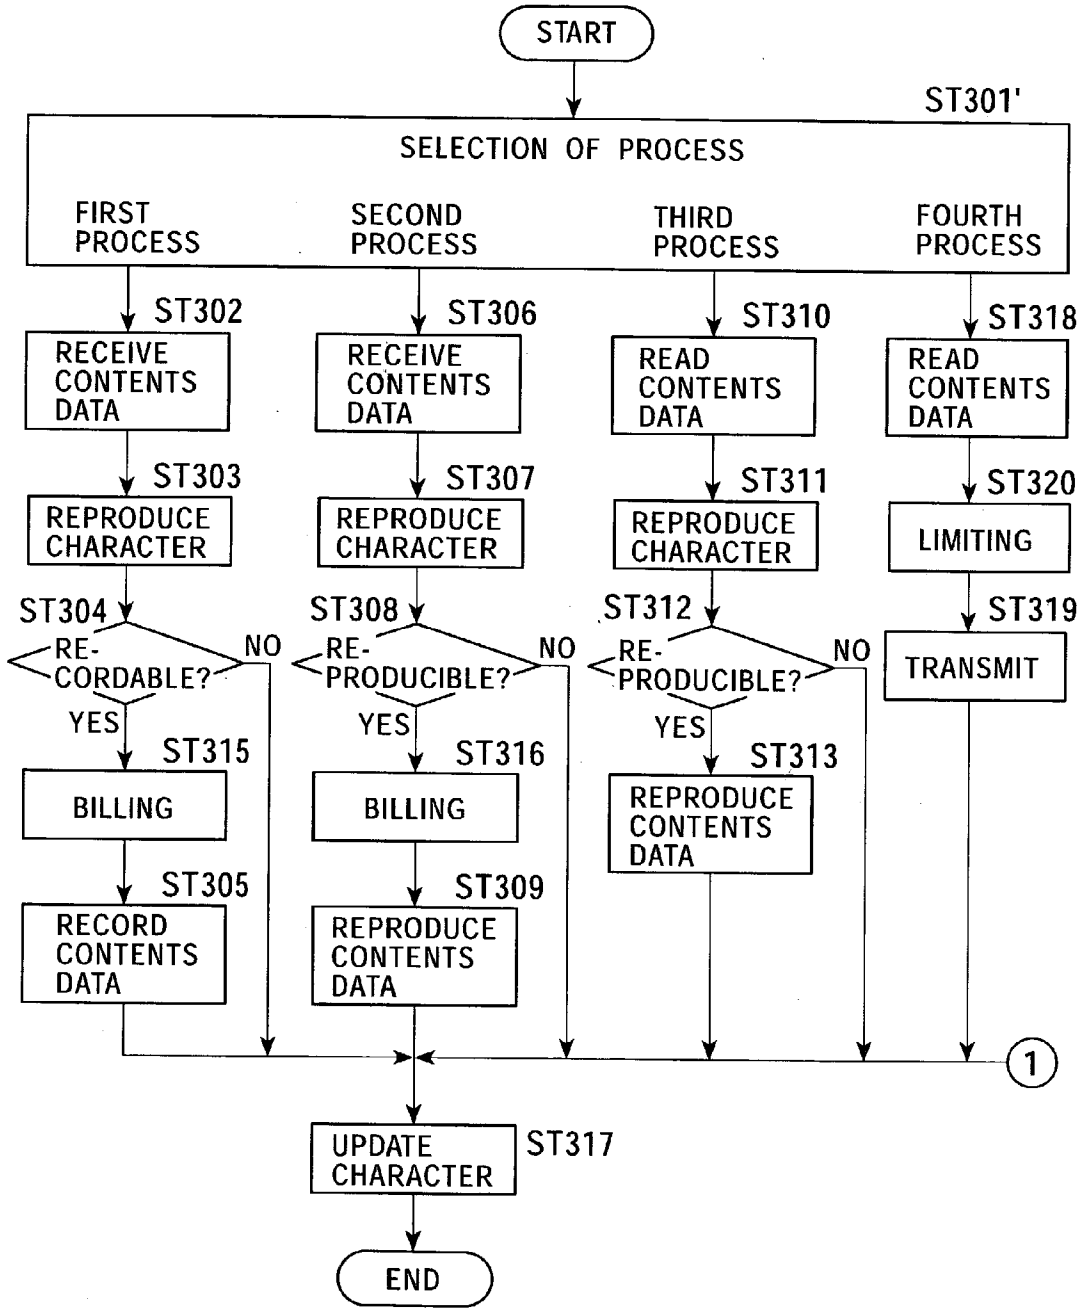 START
ST301'
SELECTION OF PROCESS
FIRST
PROCESS
SECOND
PROCESS
THIRD
PROCESS
FOURTH
PROCESS
ST302
RECEIVE
CONTENTS
DATA
ST303
REPRODUCE
CHARACTER
ST304
RE-
CORDABLE?
NO
YES
ST315
BILLING
ST305
RECORD
CONTENTS
DATA
ST306
RECEIVE
CONTENTS
DATA
ST307
REPRODUCE
CHARACTER
ST308
RE-
PRODUCIBLE?
NO
YES
ST316
BILLING
ST309
REPRODUCE
CONTENTS
DATA
ST310
READ
CONTENTS
DATA
ST311
REPRODUCE
CHARACTER
ST312
RE-
PRODUCIBLE?
NO
YES
ST313
REPRODUCE
CONTENTS
DATA
ST318
READ
CONTENTS
DATA
ST320
LIMITING
ST319
TRANSMIT
1
ST317
UPDATE
CHARACTER
END